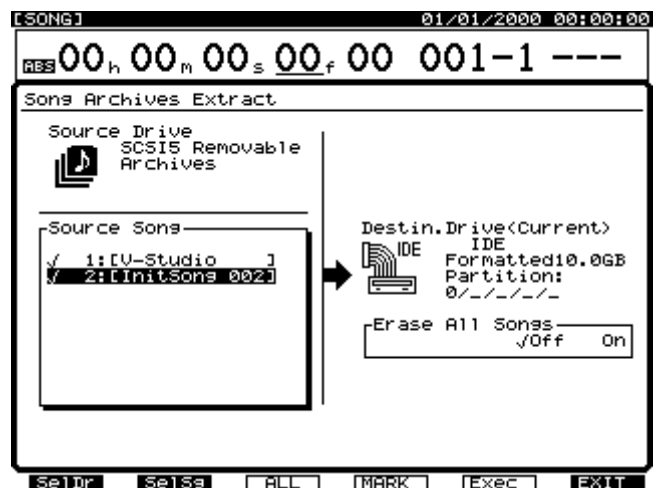 [SONG] 01/01/2000 00:00:00
ABS 00h 00m 00s 00f 00 001-1 ---
Song Archives Extract
Source Drive
SCSI5 Removable
Archives
Source Song
√ 1:[V-Studio ]
√ 2:[InitSong 002]
Destin.Drive(Current)
IDE
IDE
Formatted10.0GB
Partition:
0/_/_/_/_
Erase All Songs
√Off On
SelDr SelSg ALL MARK Exec EXIT